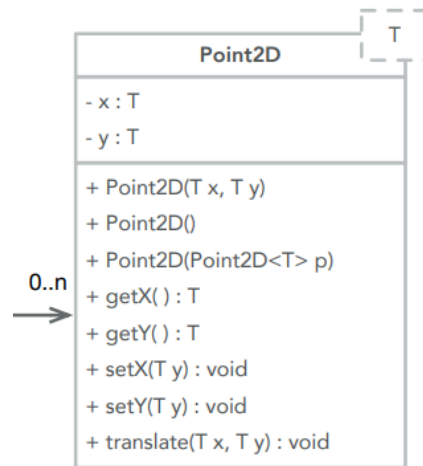 T
Point2D
- x : T
- y : T
+ Point2D(T x, T y)
+ Point2D()
+ Point2D(Point2D<T> p)
0..n
+ getX( ) : T
+ getY( ) : T
+ setX(T y) : void
+ setY(T y) : void
+ translate(T x, T y) : void